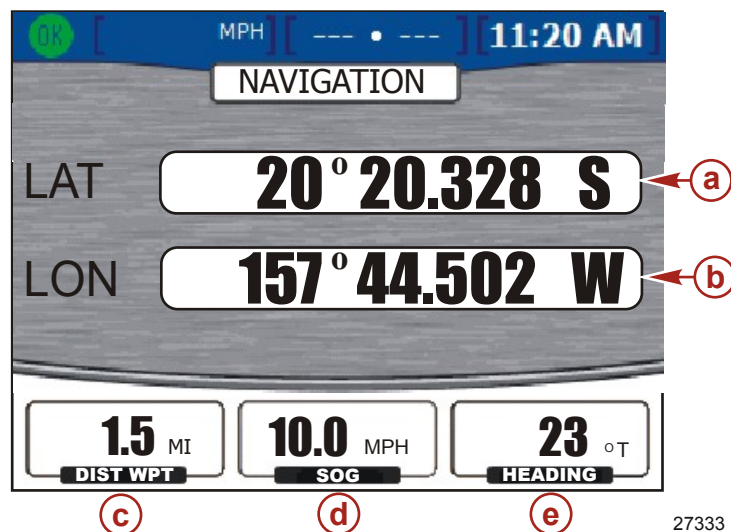 OK [ MPH ] [ --- • --- ] [ 11:20 AM ]
NAVIGATION
LAT 20° 20.328 S a
LON 157° 44.502 W b
1.5 MI 10.0 MPH 23 °T
DIST WPT SOG HEADING
c d e
27333